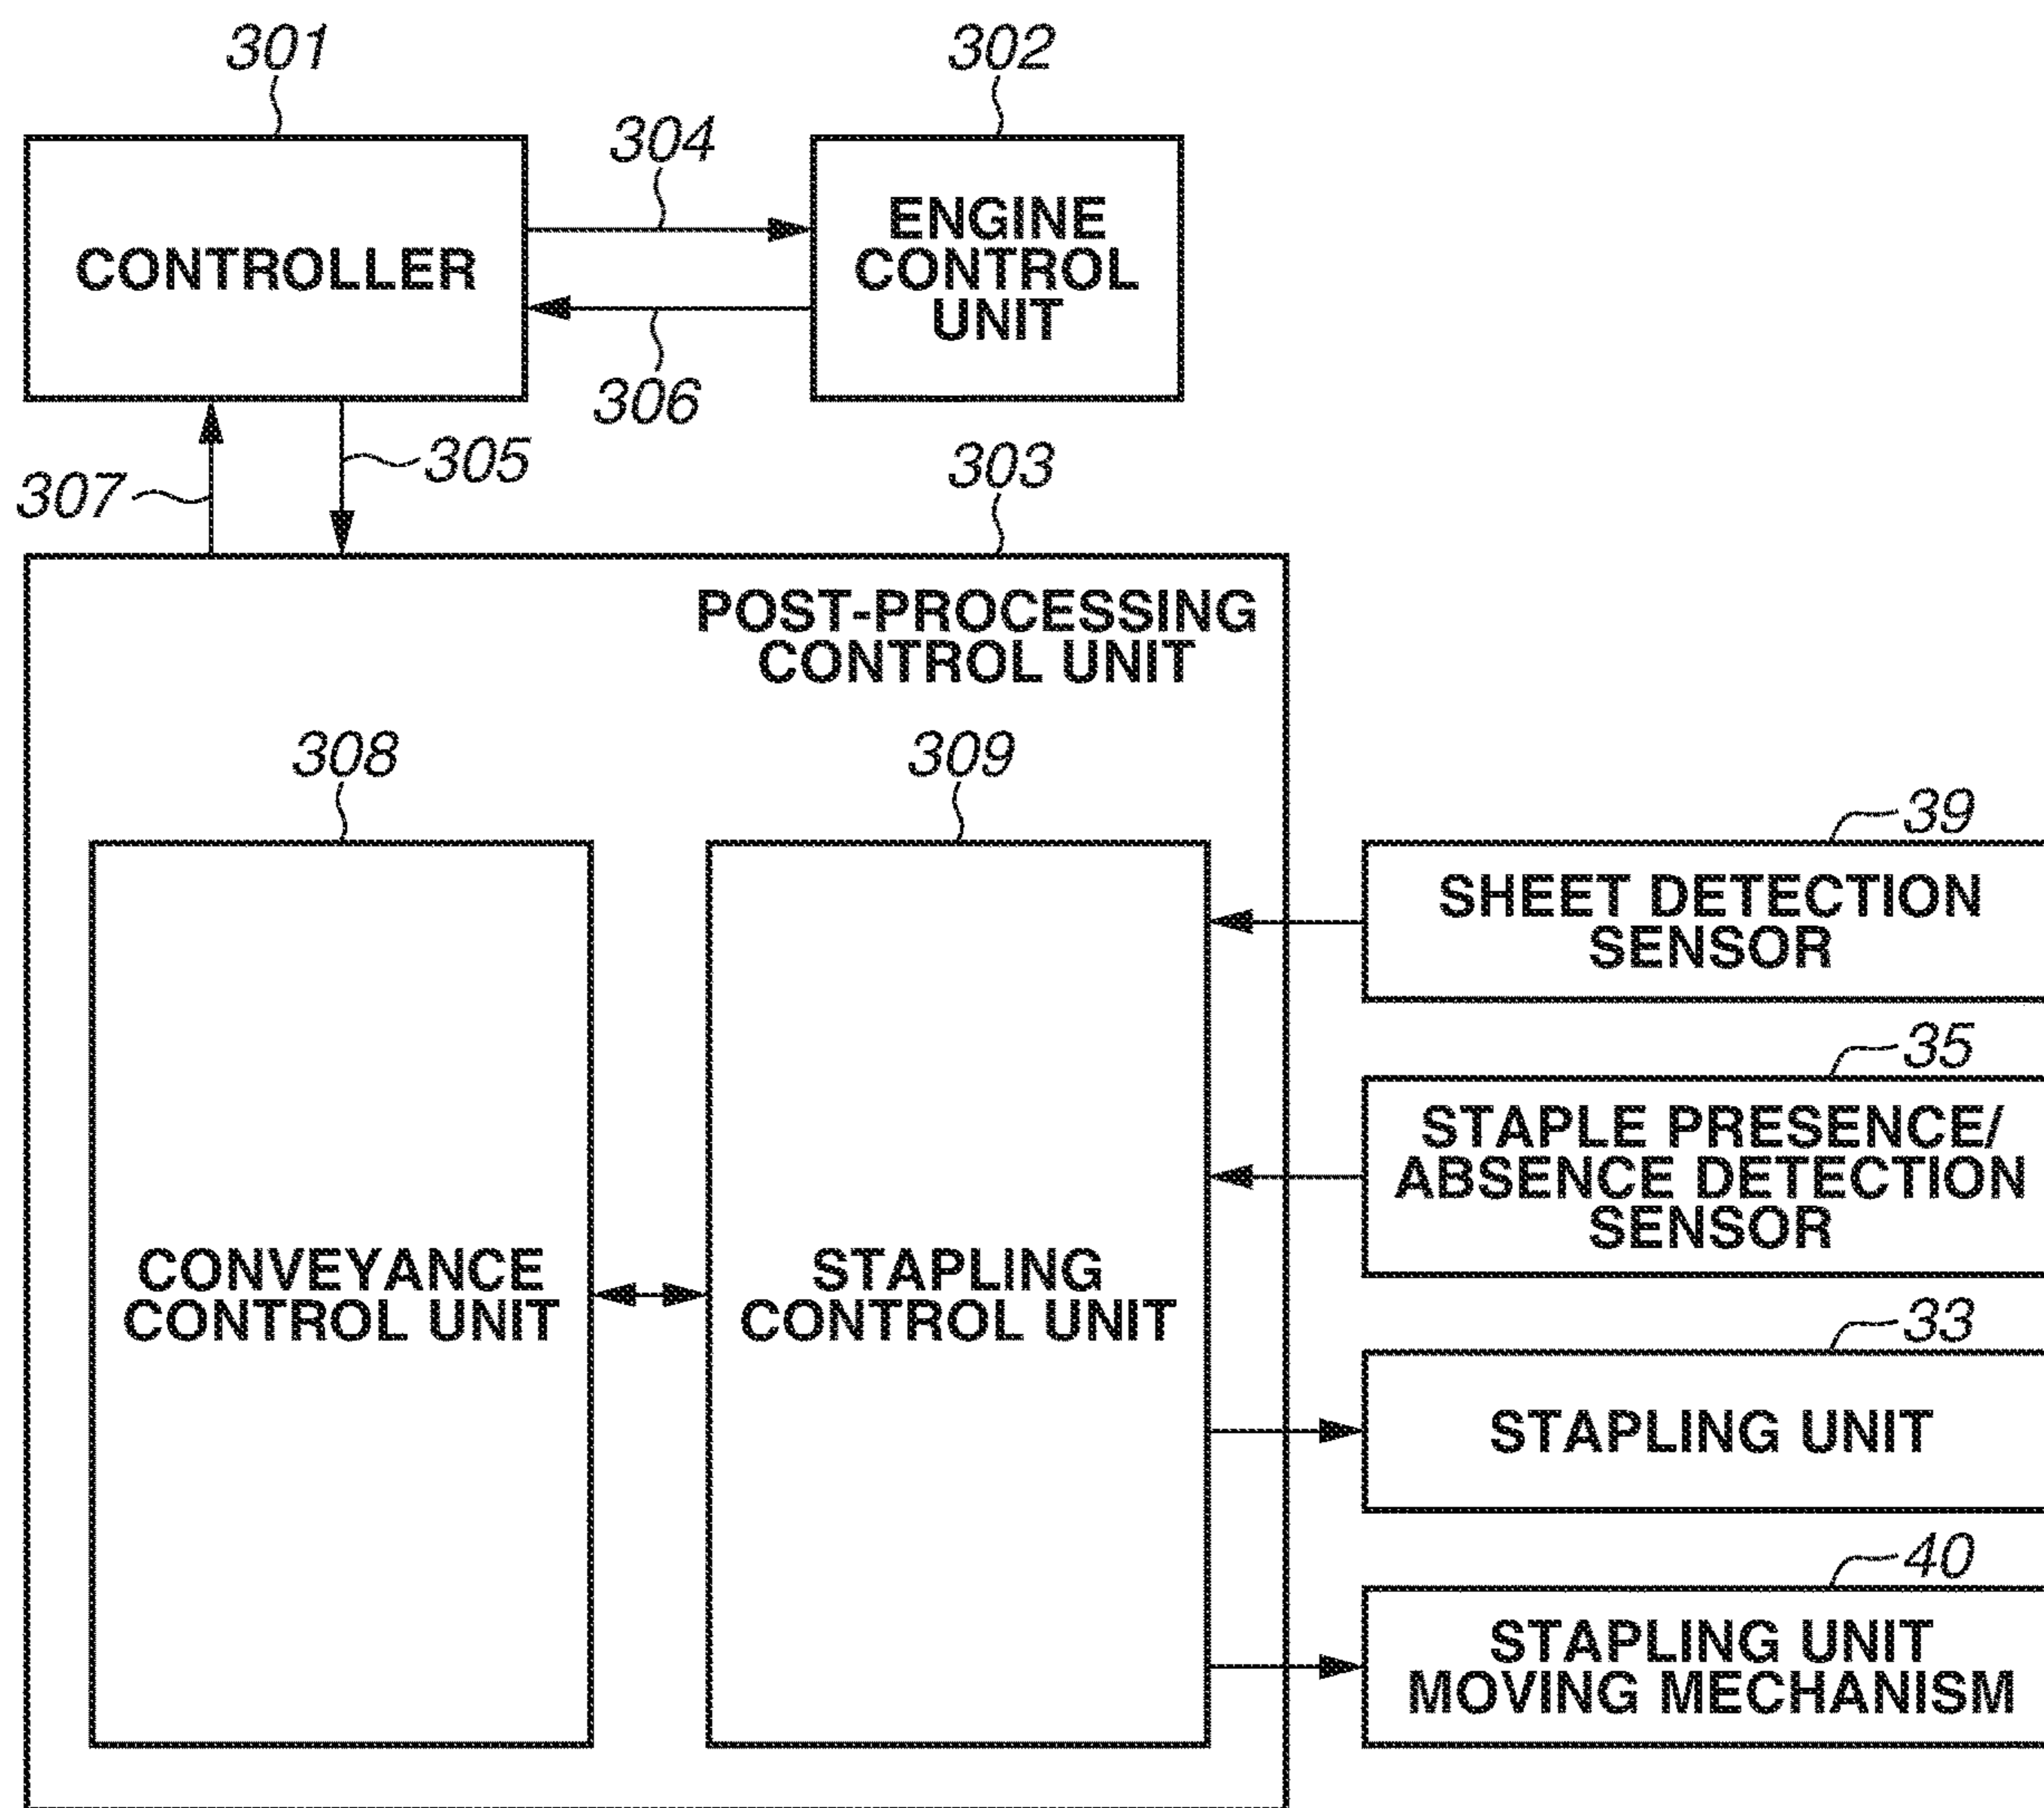 301
302
304
CONTROLLER
ENGINE
CONTROL
UNIT
306
305
307
303
POST-PROCESSING
CONTROL UNIT
308
309
39
SHEET DETECTION
SENSOR
35
STAPLE PRESENCE/
ABSENCE DETECTION
SENSOR
CONVEYANCE
CONTROL UNIT
STAPLING
CONTROL UNIT
33
STAPLING UNIT
40
STAPLING UNIT
MOVING MECHANISM